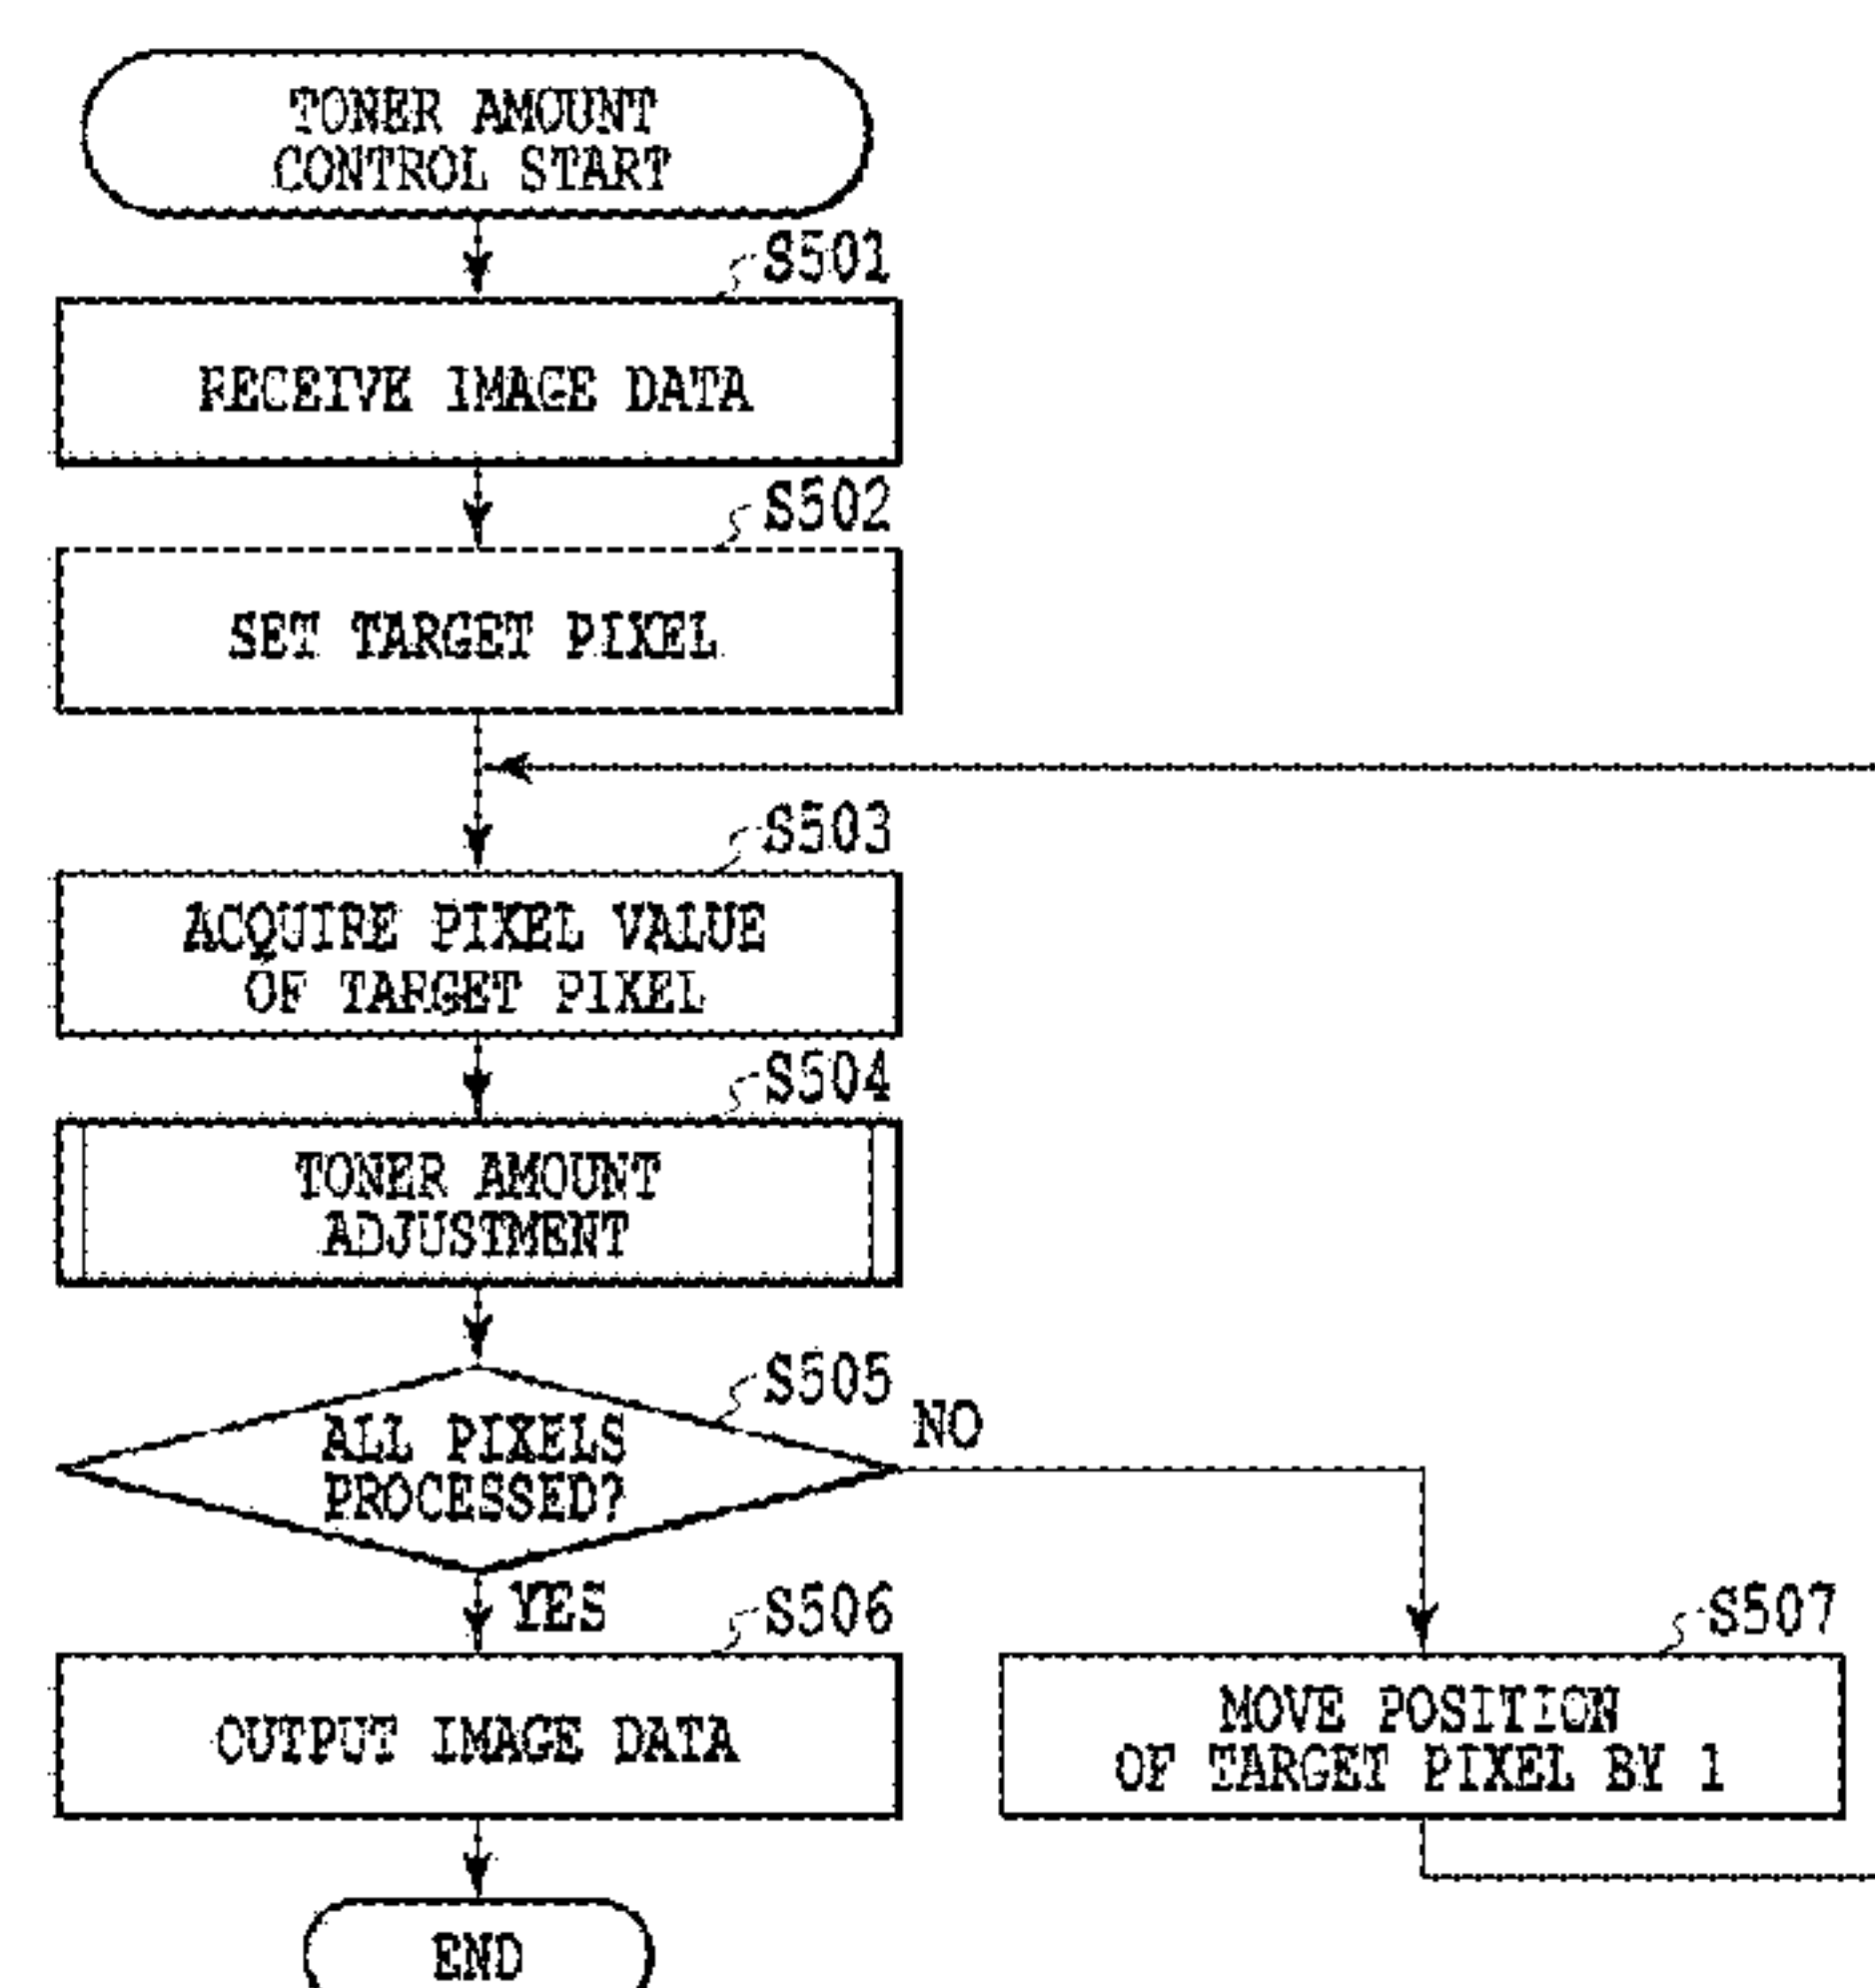 TONER AMOUNT
CONTROL START
S501
RECEIVE IMAGE DATA
S502
SET TARGET PIXEL
S503
ACQUIRE PIXEL VALUE
OF TARGET PIXEL
S504
TONER AMOUNT
ADJUSTMENT
S505
ALL PIXELS
PROCESSED?
NO
YES
S506
OUTPUT IMAGE DATA
S507
MOVE POSITION
OF TARGET PIXEL BY 1
END